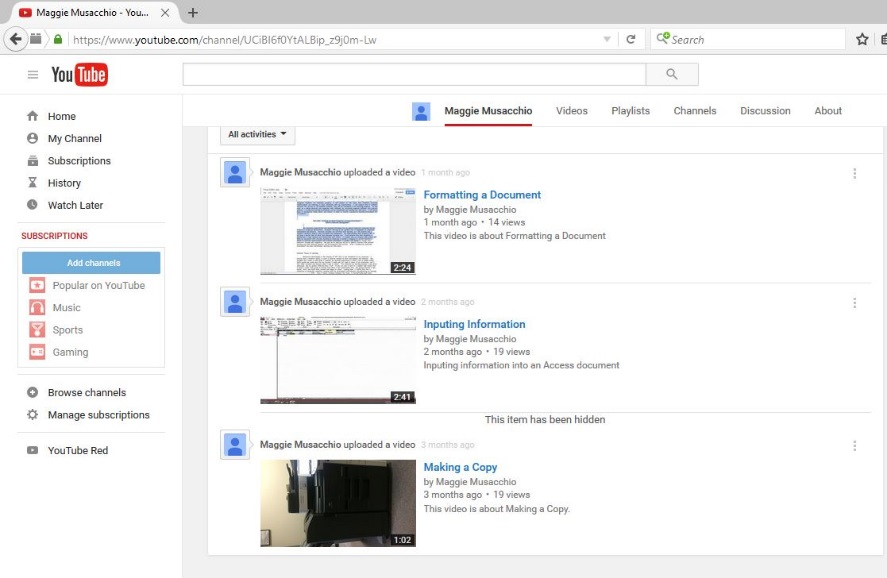 Maggie Musacchio - You...
https://www.youtube.com/channel/UCiBI6f0YtALBip_z9j0m-Lw
Search
YouTube
Maggie Musacchio Videos Playlists Channels Discussion About
Home
My Channel
Subscriptions
History
Watch Later
SUBSCRIPTIONS
Add channels
Popular on YouTube
Music
Sports
Gaming
Browse channels
Manage subscriptions
YouTube Red
All activities
Maggie Musacchio uploaded a video 1 month ago
Formatting a Document
by Maggie Musacchio
1 month ago • 14 views
This video is about Formatting a Document
2:24
Maggie Musacchio uploaded a video 2 months ago
Inputing Information
by Maggie Musacchio
2 months ago • 19 views
Inputing information into an Access document
2:41
This item has been hidden
Maggie Musacchio uploaded a video 3 months ago
Making a Copy
by Maggie Musacchio
3 months ago • 19 views
This video is about Making a Copy.
1:02